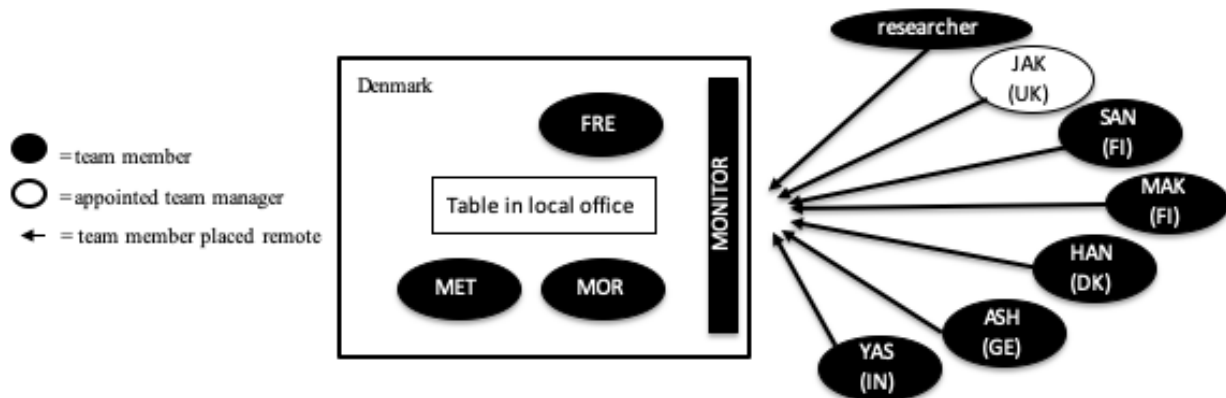 researcher
JAK
(UK)
SAN
(FI)
MAK
(FI)
HAN
(DK)
ASH
(GE)
YAS
(IN)
Denmark
FRE
Table in local office
MET
MOR
MONITOR
=team member
=appointed team manager
= team member placed remote